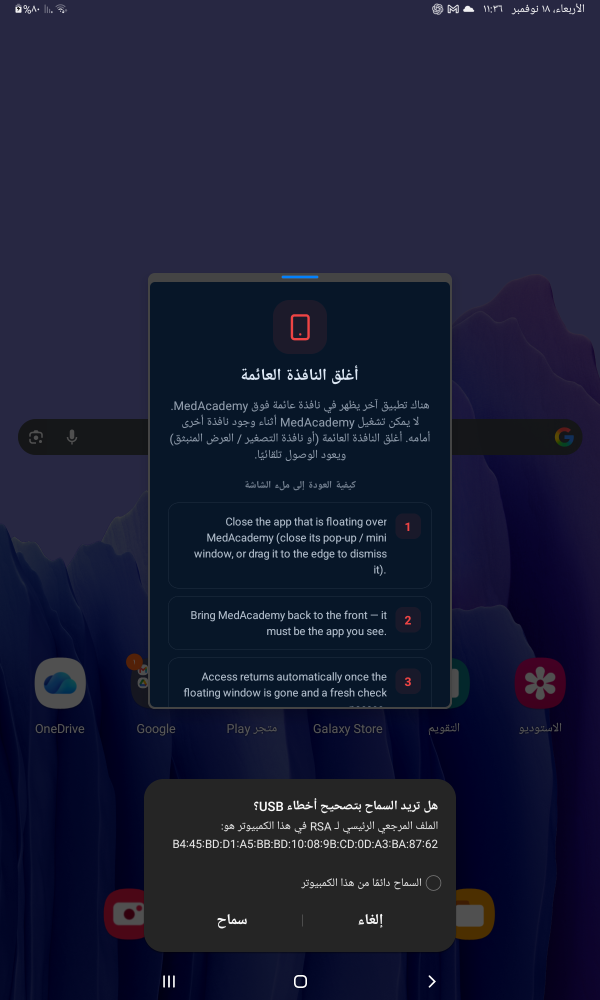 الأربعاء، ١٨ نوفمبر ١١:٣٦
%٨٠
أغلق النافذة العائمة
هناك تطبيق آخر يظهر في نافذة عائمة فوق MedAcademy.
لا يمكن تشغيل MedAcademy أثناء وجود نافذة أخرى
أمامه. أغلق النافذة العائمة (أو نافذة التصغير / العرض المنبثق)
ويعود الوصول تلقائيًا.
كيفية العودة إلى ملء الشاشة
1
Close the app that is floating over
MedAcademy (close its pop-up / mini
window, or drag it to the edge to dismiss
it).
2
Bring MedAcademy back to the front — it
must be the app you see.
3
Access returns automatically once the
floating window is gone and a fresh check
الاستوديو
التقويم
Galaxy Store
متجر Play
Google
OneDrive
هل تريد السماح بتصحيح أخطاء USB؟
الملف المرجعي الرئيسي لـ RSA في هذا الكمبيوتر هو:
B4:45:BD:D1:A5:BB:BD:10:08:9B:CD:0D:A3:BA:87:62
السماح دائمًا من هذا الكمبيوتر
إلغاء
سماح